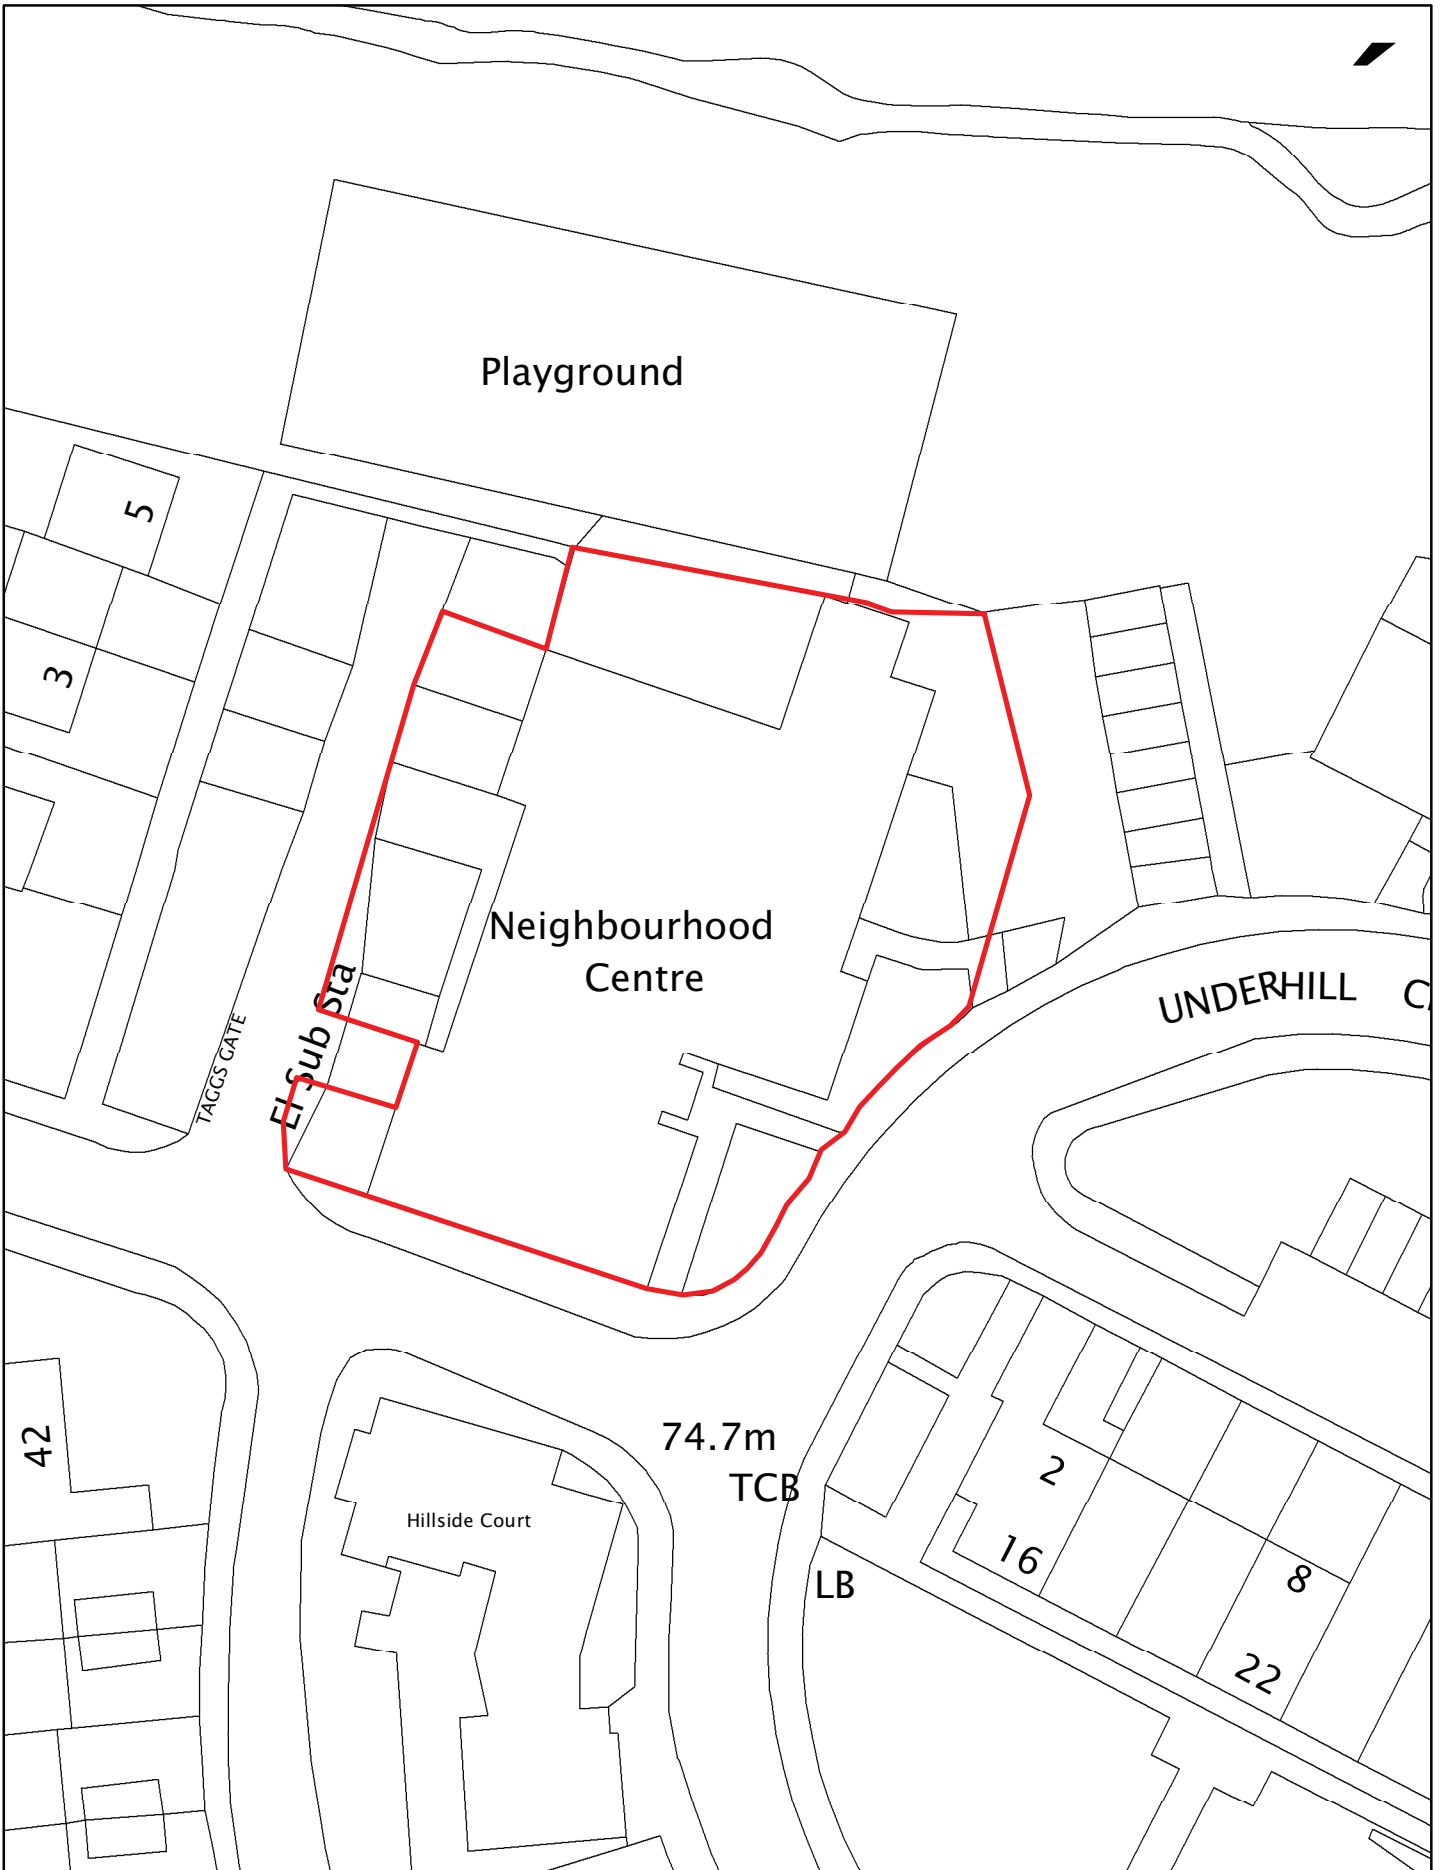 Playground
5
3
Neighbourhood
Centre
El Sub Sta
TAGGS GATE
UNDERHILL
42
74.7m
TCB
Hillside Court
2
16
LB
8
22